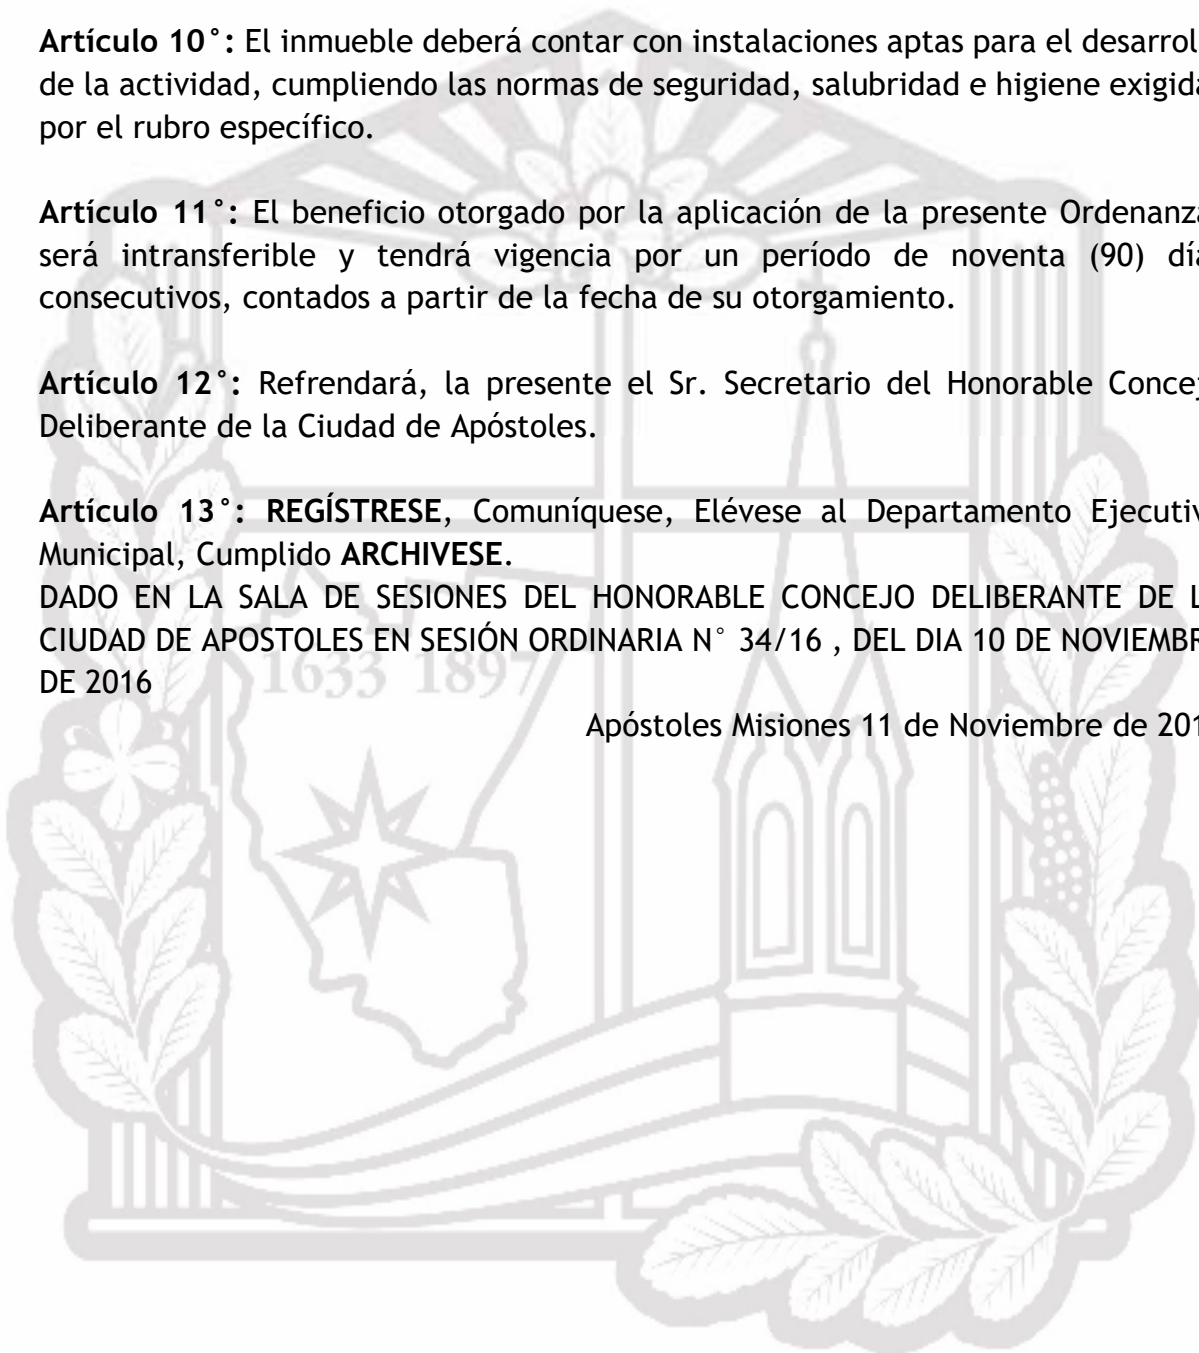 Artículo 10°: El inmueble deberá contar con instalaciones aptas para el desarrol
de la actividad, cumpliendo las normas de seguridad, salubridad e higiene exigida
por el rubro específico.
Artículo 11°: El beneficio otorgado por la aplicación de la presente Ordenanza
será intransferible y tendrá vigencia por un período de noventa (90) día
consecutivos, contados a partir de la fecha de su otorgamiento.
Artículo 12°: Refrendará, la presente el Sr. Secretario del Honorable Concej
Deliberante de la Ciudad de Apóstoles.
Artículo 13°: REGÍSTRESE, Comuníquese, Elévese al Departamento Ejecutiv
Municipal, Cumplido ARCHIVESE.
DADO EN LA SALA DE SESIONES DEL HONORABLE CONCEJO DELIBERANTE DE L
CIUDAD DE APOSTOLES EN SESIÓN ORDINARIA N° 34/16 , DEL DIA 10 DE NOVIEMBR
DE 2016
1633 1897
Apóstoles Misiones 11 de Noviembre de 201